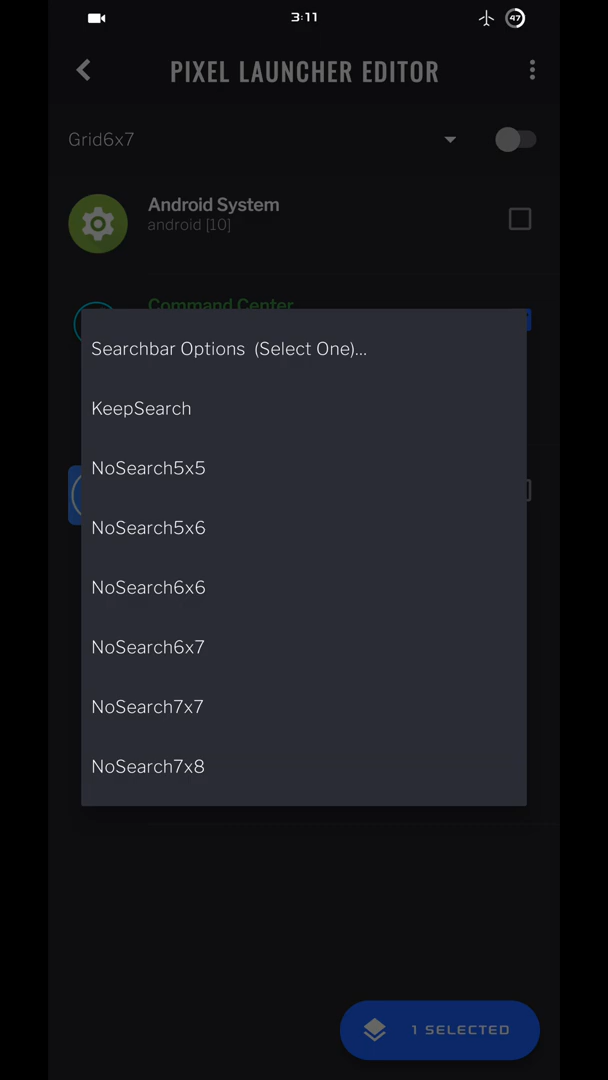 3:11
47
PIXEL LAUNCHER EDITOR
Grid6x7
Android System
android [10]
Command Center
Searchbar Options (Select One)...
KeepSearch
NoSearch5x5
NoSearch5x6
NoSearch6x6
NoSearch6x7
NoSearch7x7
NoSearch7x8
1 SELECTED